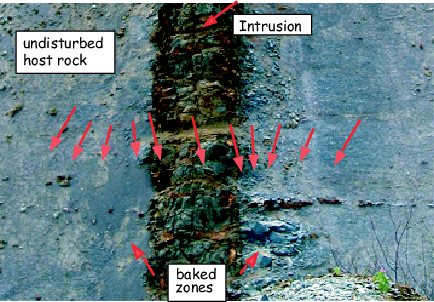 Intrusion
undisturbed
host rock
baked
zones